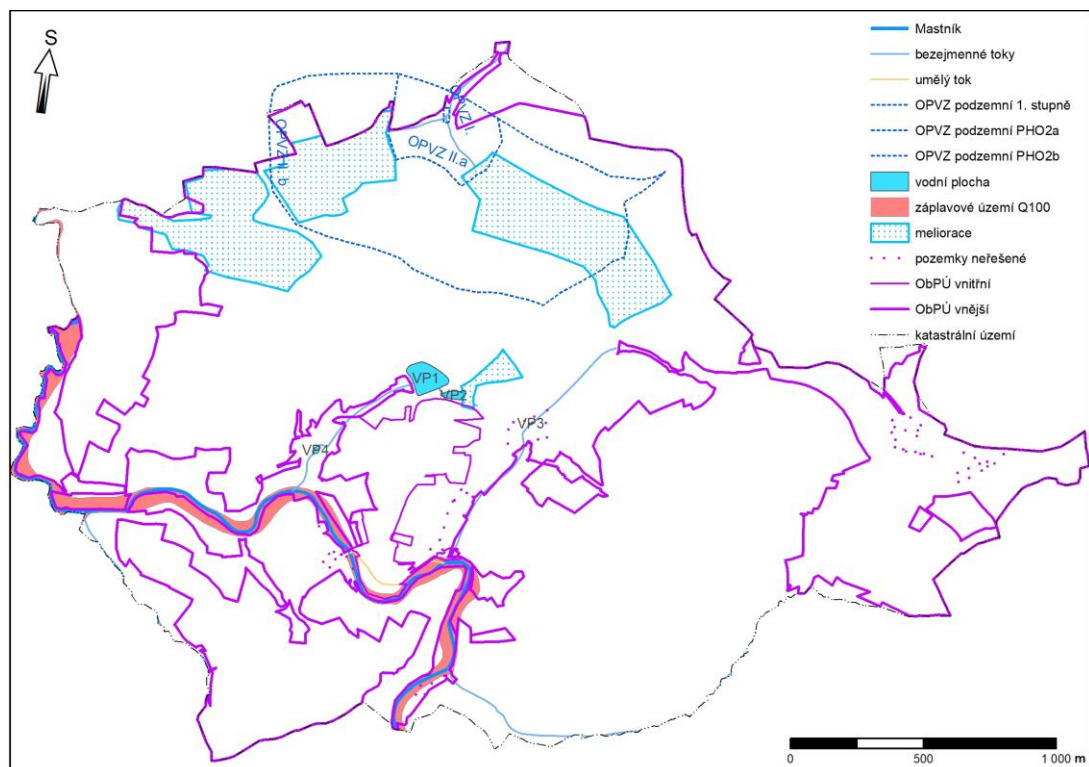 S
Mastník
bezejmenné toky
umělý tok
OPVZ podzemní 1. stupně
OPVZ podzemní PHO2a
OPVZ podzemní PHO2b
vodní plocha
záplavové území Q100
meliorace
pozemky neřešené
ObPÚ vnitřní
ObPÚ vnější
katastrální území
OPVZ I.
OPVZ II.a
OPVZ II. b
VP1
VP2
VP3
VP4
0
500
1 000 m